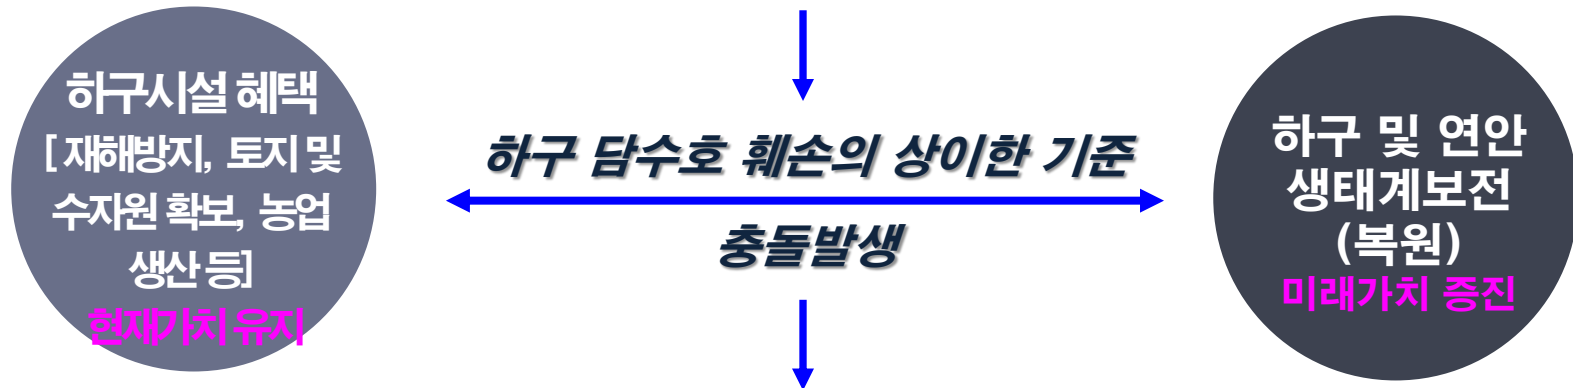 하구시설 혜택
[ 재해방지, 토지 및
수자원 확보, 농업
생산 등]
현재가치 유지
하구 담수호 훼손의 상이한 기준
충돌발생
하구 및 연안
생태계보전
(복원)
미래가치 증진